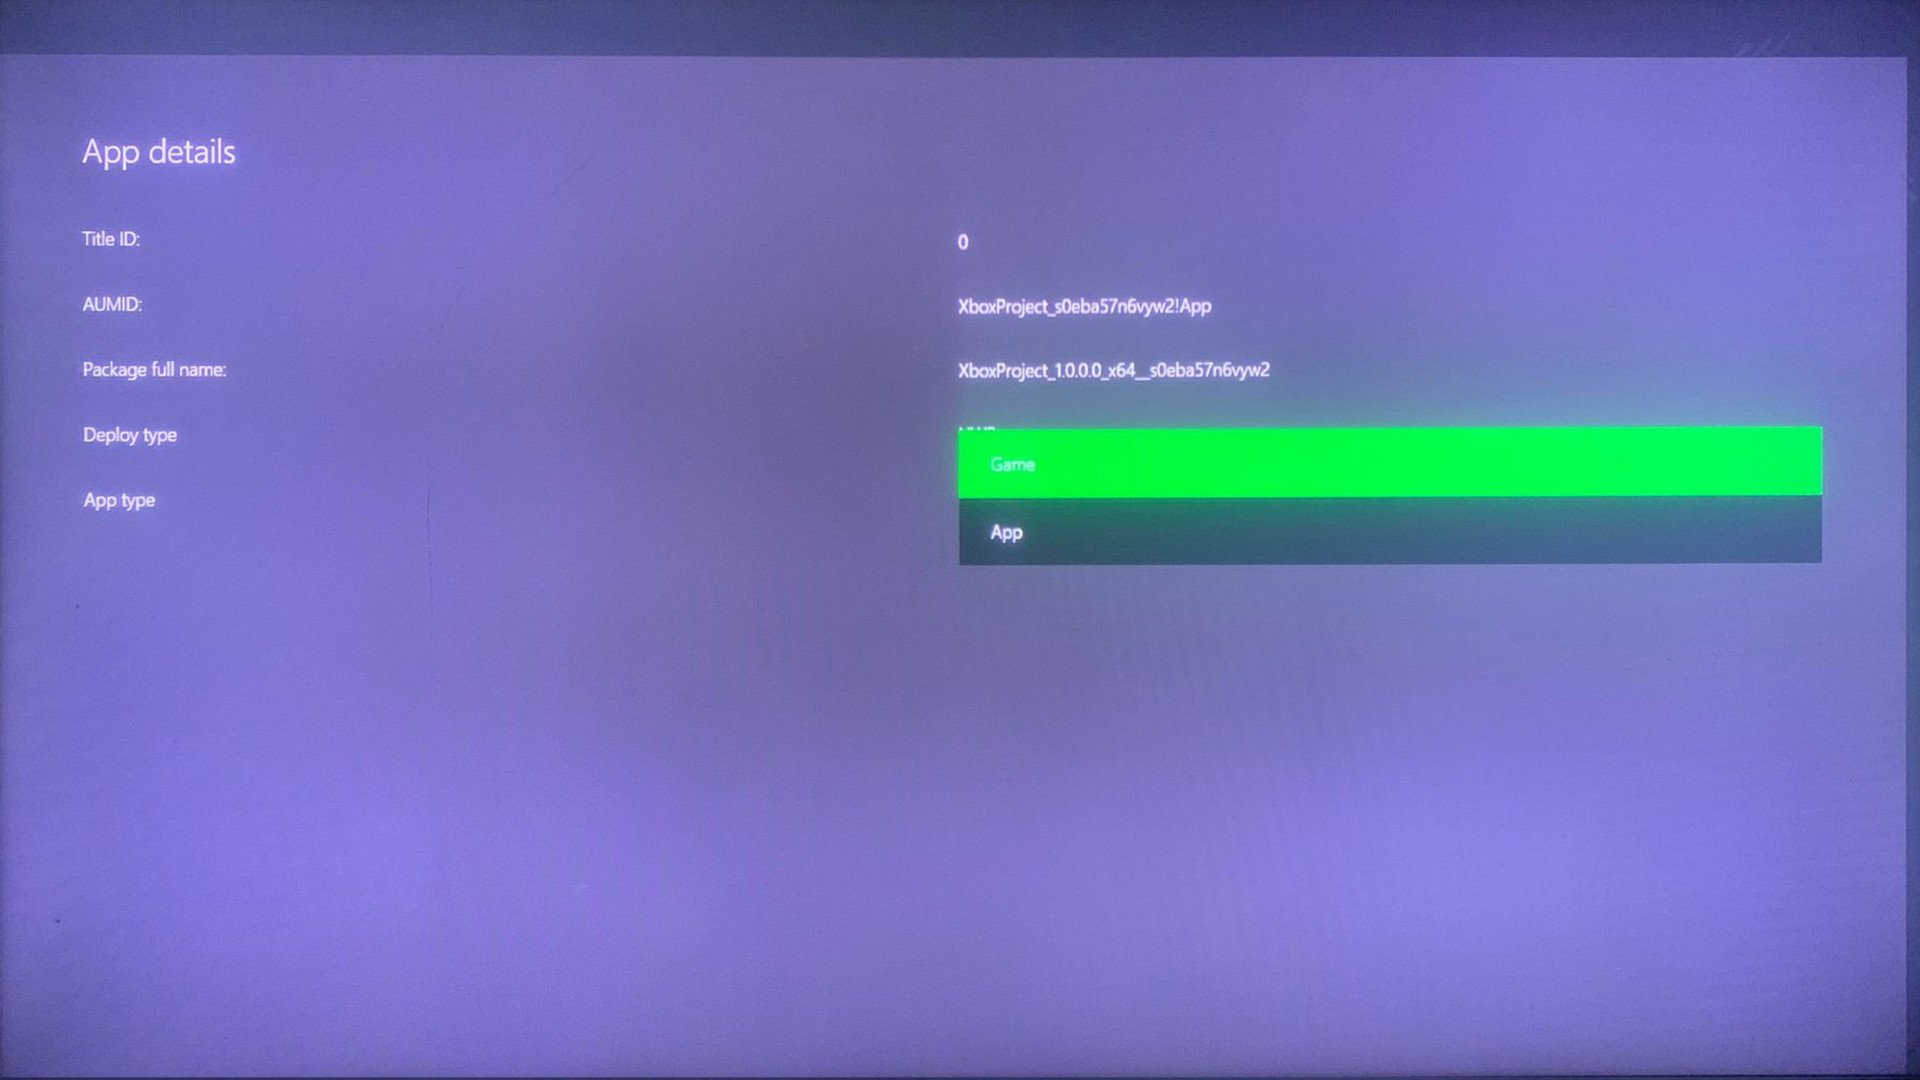 App details
Title ID: 0
AUMID: XboxProject_s0eba57n6vyw2!App
Package full name: XboxProject_1.0.0.0_x64__s0eba57n6vyw2
Deploy type
Game
App type
App